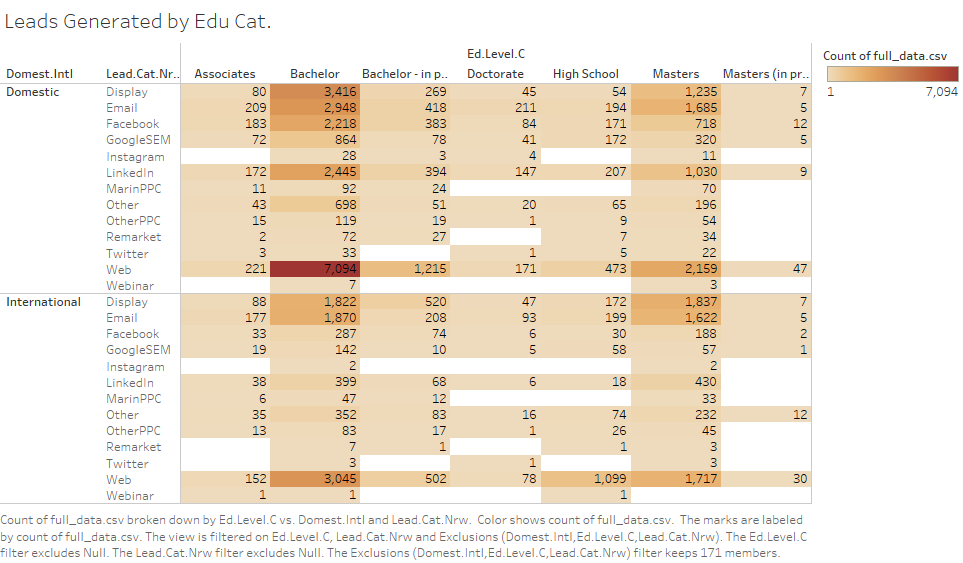 Leads Generated by Edu Cat.
Ed.Level.C
Domest.Intl Lead.Cat.Nr.. Associates Bachelor Bachelor - in p.. Doctorate High School Masters Masters (in pr..
Domestic Display 80 3,416 269 45 54 1,235 7
Email 209 2,948 418 211 194 1,685 5
Facebook 183 2,218 383 84 171 718 12
GoogleSEM 72 864 78 41 172 320 5
Instagram 28 3 4 11
LinkedIn 172 2,445 394 147 207 1,030 9
MarinPPC 11 92 24 70
Other 43 698 51 20 65 196
OtherPPC 15 119 19 1 9 54
Remarket 2 72 27 7 34
Twitter 3 33 1 5 22
Web 221 7,094 1,215 171 473 2,159 47
Webinar 7 3
International Display 88 1,822 520 47 172 1,837 7
Email 177 1,870 208 93 199 1,622 5
Facebook 33 287 74 6 30 188 2
GoogleSEM 19 142 10 5 58 57 1
Instagram 2 2
LinkedIn 38 399 68 6 18 430
MarinPPC 6 47 12 33
Other 35 352 83 16 74 232 12
OtherPPC 13 83 17 1 26 45
Remarket 7 1 1 3
Twitter 3 1 3
Web 152 3,045 502 78 1,099 1,717 30
Webinar 1 1 1
Count of full_data.csv
1 7,094
Count of full_data.csv broken down by Ed.Level.C vs. Domest.Intl and Lead.Cat.Nrw. Color shows count of full_data.csv. The marks are labeled
by count of full_data.csv. The view is filtered on Ed.Level.C, Lead.Cat.Nrw and Exclusions (Domest.Intl,Ed.Level.C,Lead.Cat.Nrw). The Ed.Level.C
filter excludes Null. The Lead.Cat.Nrw filter excludes Null. The Exclusions (Domest.Intl,Ed.Level.C,Lead.Cat.Nrw) filter keeps 171 members.